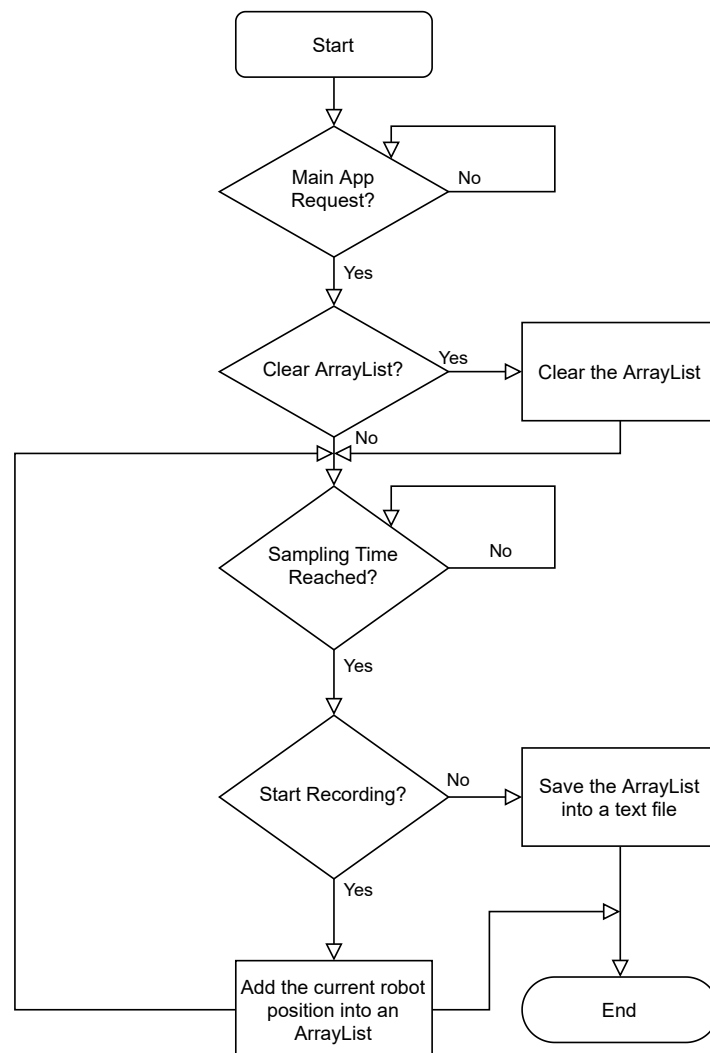 Start
Main App
Request?
No
Yes
Clear ArrayList?
Yes
Clear the ArrayList
No
Sampling Time
Reached?
No
Yes
Start Recording?
No
Save the ArrayList
into a text file
Yes
Add the current robot
position into an
ArrayList
End